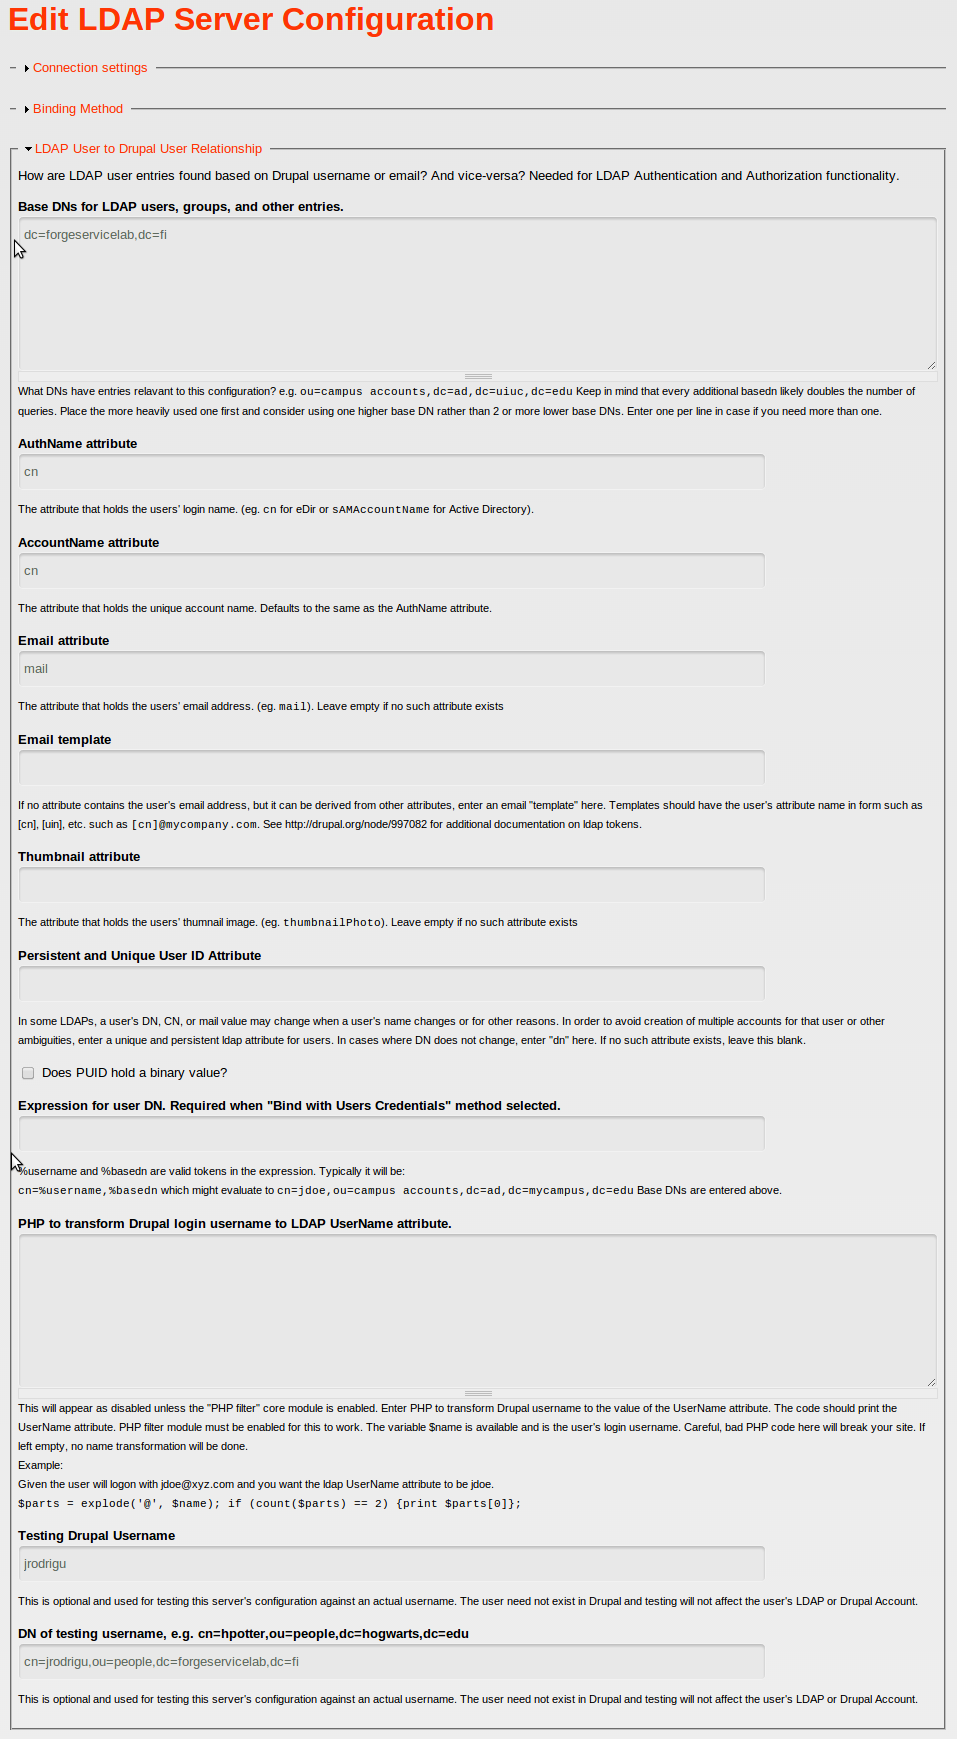 Edit LDAP Server Configuration
Connection settings
Binding Method
LDAP User to Drupal User Relationship
How are LDAP user entries found based on Drupal username or email? And vice-versa? Needed for LDAP Authentication and Authorization functionality.
Base DNs for LDAP users, groups, and other entries.
dc=forgeservicelab,dc=fi
What DNs have entries relavant to this configuration? e.g. ou=campus accounts,dc=ad,dc=uiuc,dc=edu Keep in mind that every additional basedn likely doubles the number of
queries. Place the more heavily used one first and consider using one higher base DN rather than 2 or more lower base DNs. Enter one per line in case if you need more than one.
AuthName attribute
cn
The attribute that holds the users' login name. (eg. cn for eDir or sAMAccountName for Active Directory).
AccountName attribute
cn
The attribute that holds the unique account name. Defaults to the same as the AuthName attribute.
Email attribute
mail
The attribute that holds the users' email address. (eg. mail). Leave empty if no such attribute exists
Email template
If no attribute contains the user's email address, but it can be derived from other attributes, enter an email "template" here. Templates should have the user's attribute name in form such as
[cn], [uin], etc. such as [cn]@mycompany.com. See http://drupal.org/node/997082 for additional documentation on ldap tokens.
Thumbnail attribute
The attribute that holds the users' thumnail image. (eg. thumbnailPhoto). Leave empty if no such attribute exists
Persistent and Unique User ID Attribute
In some LDAPs, a user's DN, CN, or mail value may change when a user's name changes or for other reasons. In order to avoid creation of multiple accounts for that user or other
ambiguities, enter a unique and persistent ldap attribute for users. In cases where DN does not change, enter "dn" here. If no such attribute exists, leave this blank.
Does PUID hold a binary value?
Expression for user DN. Required when "Bind with Users Credentials" method selected.
%username and %basedn are valid tokens in the expression. Typically it will be:
cn=%username,%basedn which might evaluate to cn=jdoe,ou=campus accounts,dc=ad,dc=mycampus,dc=edu Base DNs are entered above.
PHP to transform Drupal login username to LDAP UserName attribute.
This will appear as disabled unless the "PHP filter" core module is enabled. Enter PHP to transform Drupal username to the value of the UserName attribute. The code should print the
UserName attribute. PHP filter module must be enabled for this to work. The variable $name is available and is the user's login username. Careful, bad PHP code here will break your site. If
left empty, no name transformation will be done.
Example:
Given the user will logon with jdoe@xyz.com and you want the ldap UserName attribute to be jdoe.
$parts = explode('@', $name); if (count($parts) == 2) {print $parts[0]};
Testing Drupal Username
jrodrigu
This is optional and used for testing this server's configuration against an actual username. The user need not exist in Drupal and testing will not affect the user's LDAP or Drupal Account.
DN of testing username, e.g. cn=hpotter,ou=people,dc=hogwarts,dc=edu
cn=jrodrigu,ou=people,dc=forgeservicelab,dc=fi
This is optional and used for testing this server's configuration against an actual username. The user need not exist in Drupal and testing will not affect the user's LDAP or Drupal Account.